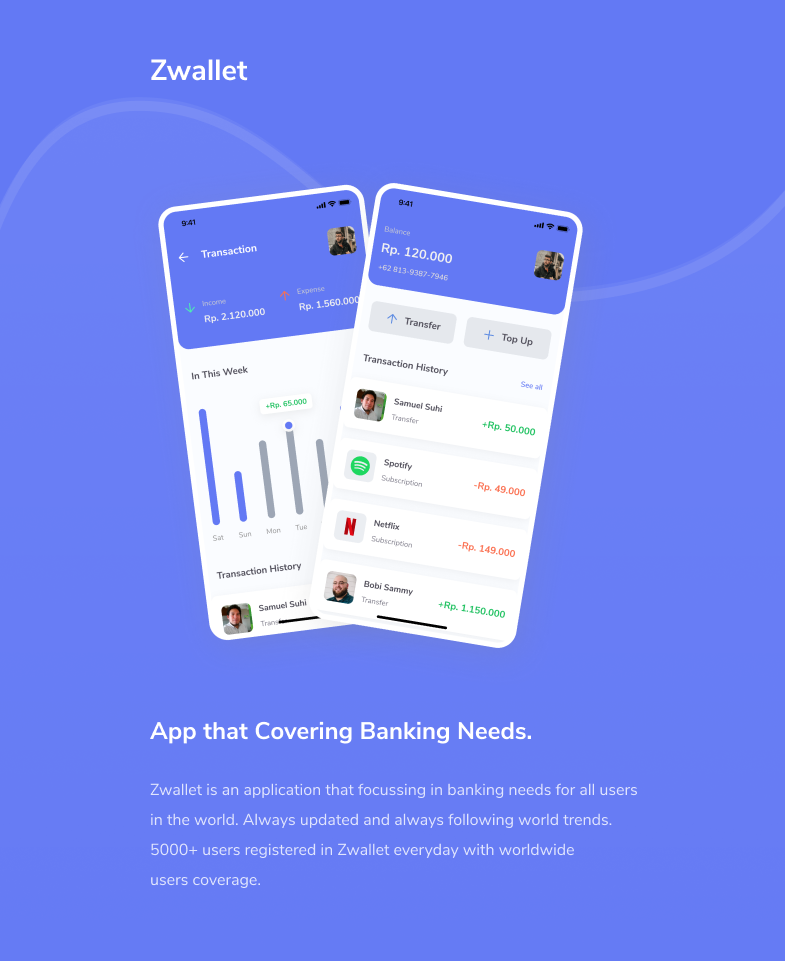 Zwallet
9:41
Transaction
Income
Rp. 2.120.000
Expense
Rp. 1.560.000
In This Week
+Rp. 65.000
Sat
Sun
Mon
Tue
Transaction History
Samuel Suhi
9:41
Balance
Rp. 120.000
+62 813-9387-7946
Transfer
Top Up
Transaction History
See all
Samuel Suhi
Transfer
+Rp. 50.000
Spotify
Subscription
-Rp. 49.000
Netflix
Subscription
-Rp. 149.000
Bobi Sammy
Transfer
+Rp. 1.150.000
App that Covering Banking Needs.
Zwallet is an application that focussing in banking needs for all users
in the world. Always updated and always following world trends.
5000+ users registered in Zwallet everyday with worldwide
users coverage.